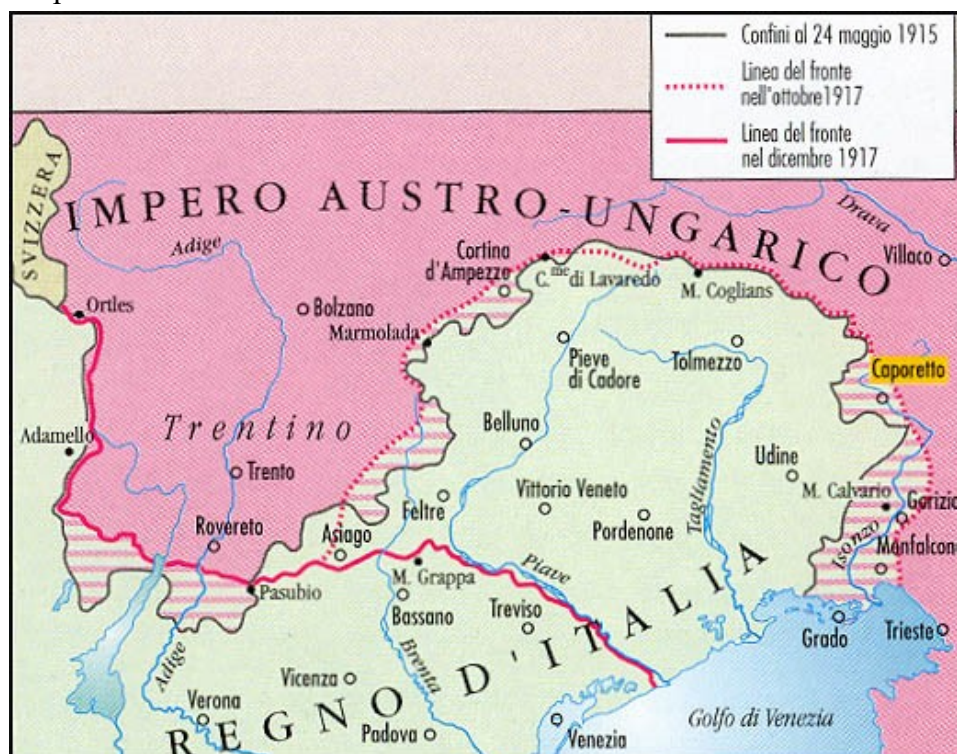 Confini al 24 maggio 1915
Linea del fronte
nell'ottobre 1917
Linea del fronte
nel dicembre 1917
SVIZZERA
IMPERO AUSTRO-UNGARICO
Adige
Drava
Villaco
Cortina
d'Ampezzo
C.me di Lavaredo
M. Coglians
Ortles
Bolzano
Marmolada
Pieve
di Cadore
Tolmezzo
Caporetto
Adamello
Trentino
Belluno
Tagliamento
Udine
Trento
Feltre
Vittorio Veneto
M. Calvario
Pordenone
Gorizia
Rovereto
Asiago
Isonzo
Monfalcone
Pasubio
M. Grappa
Piave
Bassano
Treviso
Grado
Trieste
Adige
Vicenza
Brenta
REGNO D'ITALIA
Verona
Padova
Venezia
Golfo di Venezia